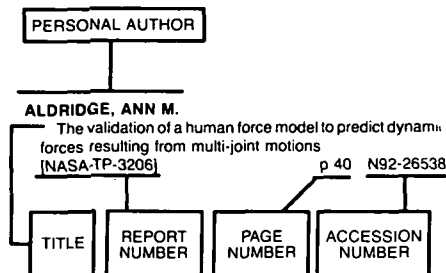 PERSONAL AUTHOR
ALDRIDGE, ANN M.
The validation of a human force model to predict dynami
forces resulting from multi-joint motions
[NASA-TP-3206] p 40 N92-26538
TITLE
REPORT NUMBER
PAGE NUMBER
ACCESSION NUMBER